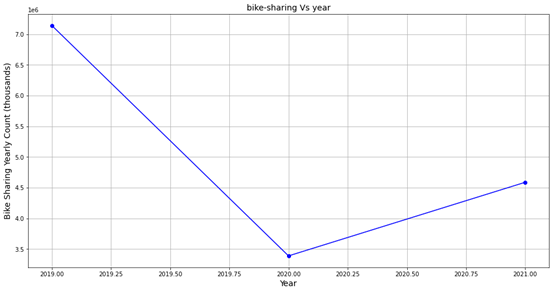 bike-sharing Vs year
1e6
7.0
6.5
6.0
5.5
5.0
4.5
4.0
3.5
Bike Sharing Yearly Count (thousands)
2019.00 2019.25 2019.50 2019.75 2020.00 2020.25 2020.50 2020.75 2021.00
Year